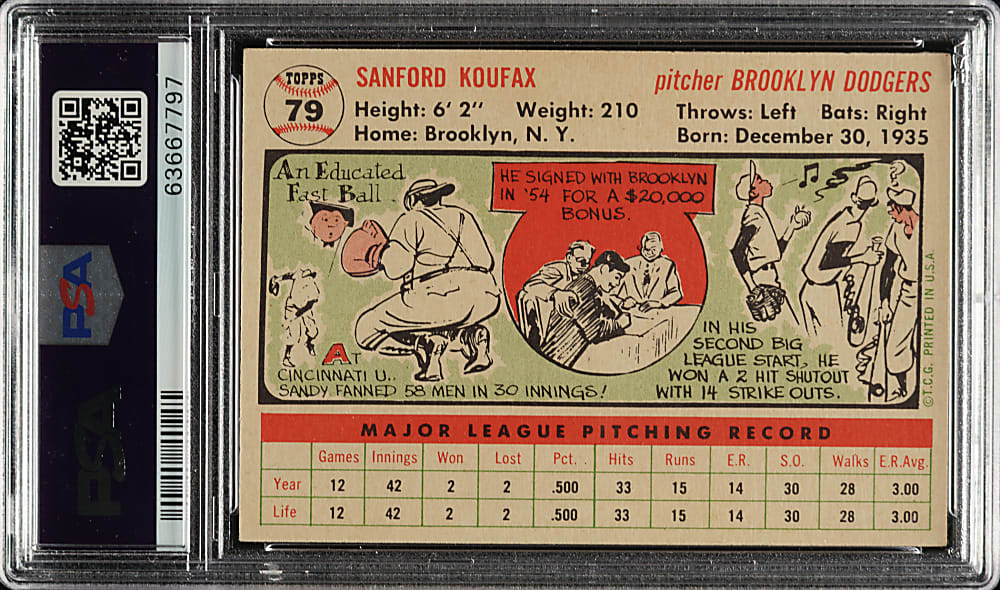 63667797
PSA
PSA
TOPPS
79
SANFORD KOUFAX
pitcher BROOKLYN DODGERS
Height: 6' 2" Weight: 210 Throws: Left Bats: Right
Home: Brooklyn, N. Y. Born: December 30, 1935
An Educated
Fast Ball
HE SIGNED WITH BROOKLYN
IN '54 FOR A $20,000
BONUS.
AT
CINCINNATI U..
SANDY FANNED 58 MEN IN 30 INNINGS!
IN HIS
SECOND BIG
LEAGUE START, HE
WON A 2 HIT SHUTOUT
WITH 14 STRIKE OUTS.
©T.C.G. PRINTED IN U.S.A.
MAJOR LEAGUE PITCHING RECORD
Games Innings Won Lost Pct. Hits Runs E.R. S.O. Walks E.R.Avg.
Year 12 42 2 2 .500 33 15 14 30 28 3.00
Life 12 42 2 2 .500 33 15 14 30 28 3.00